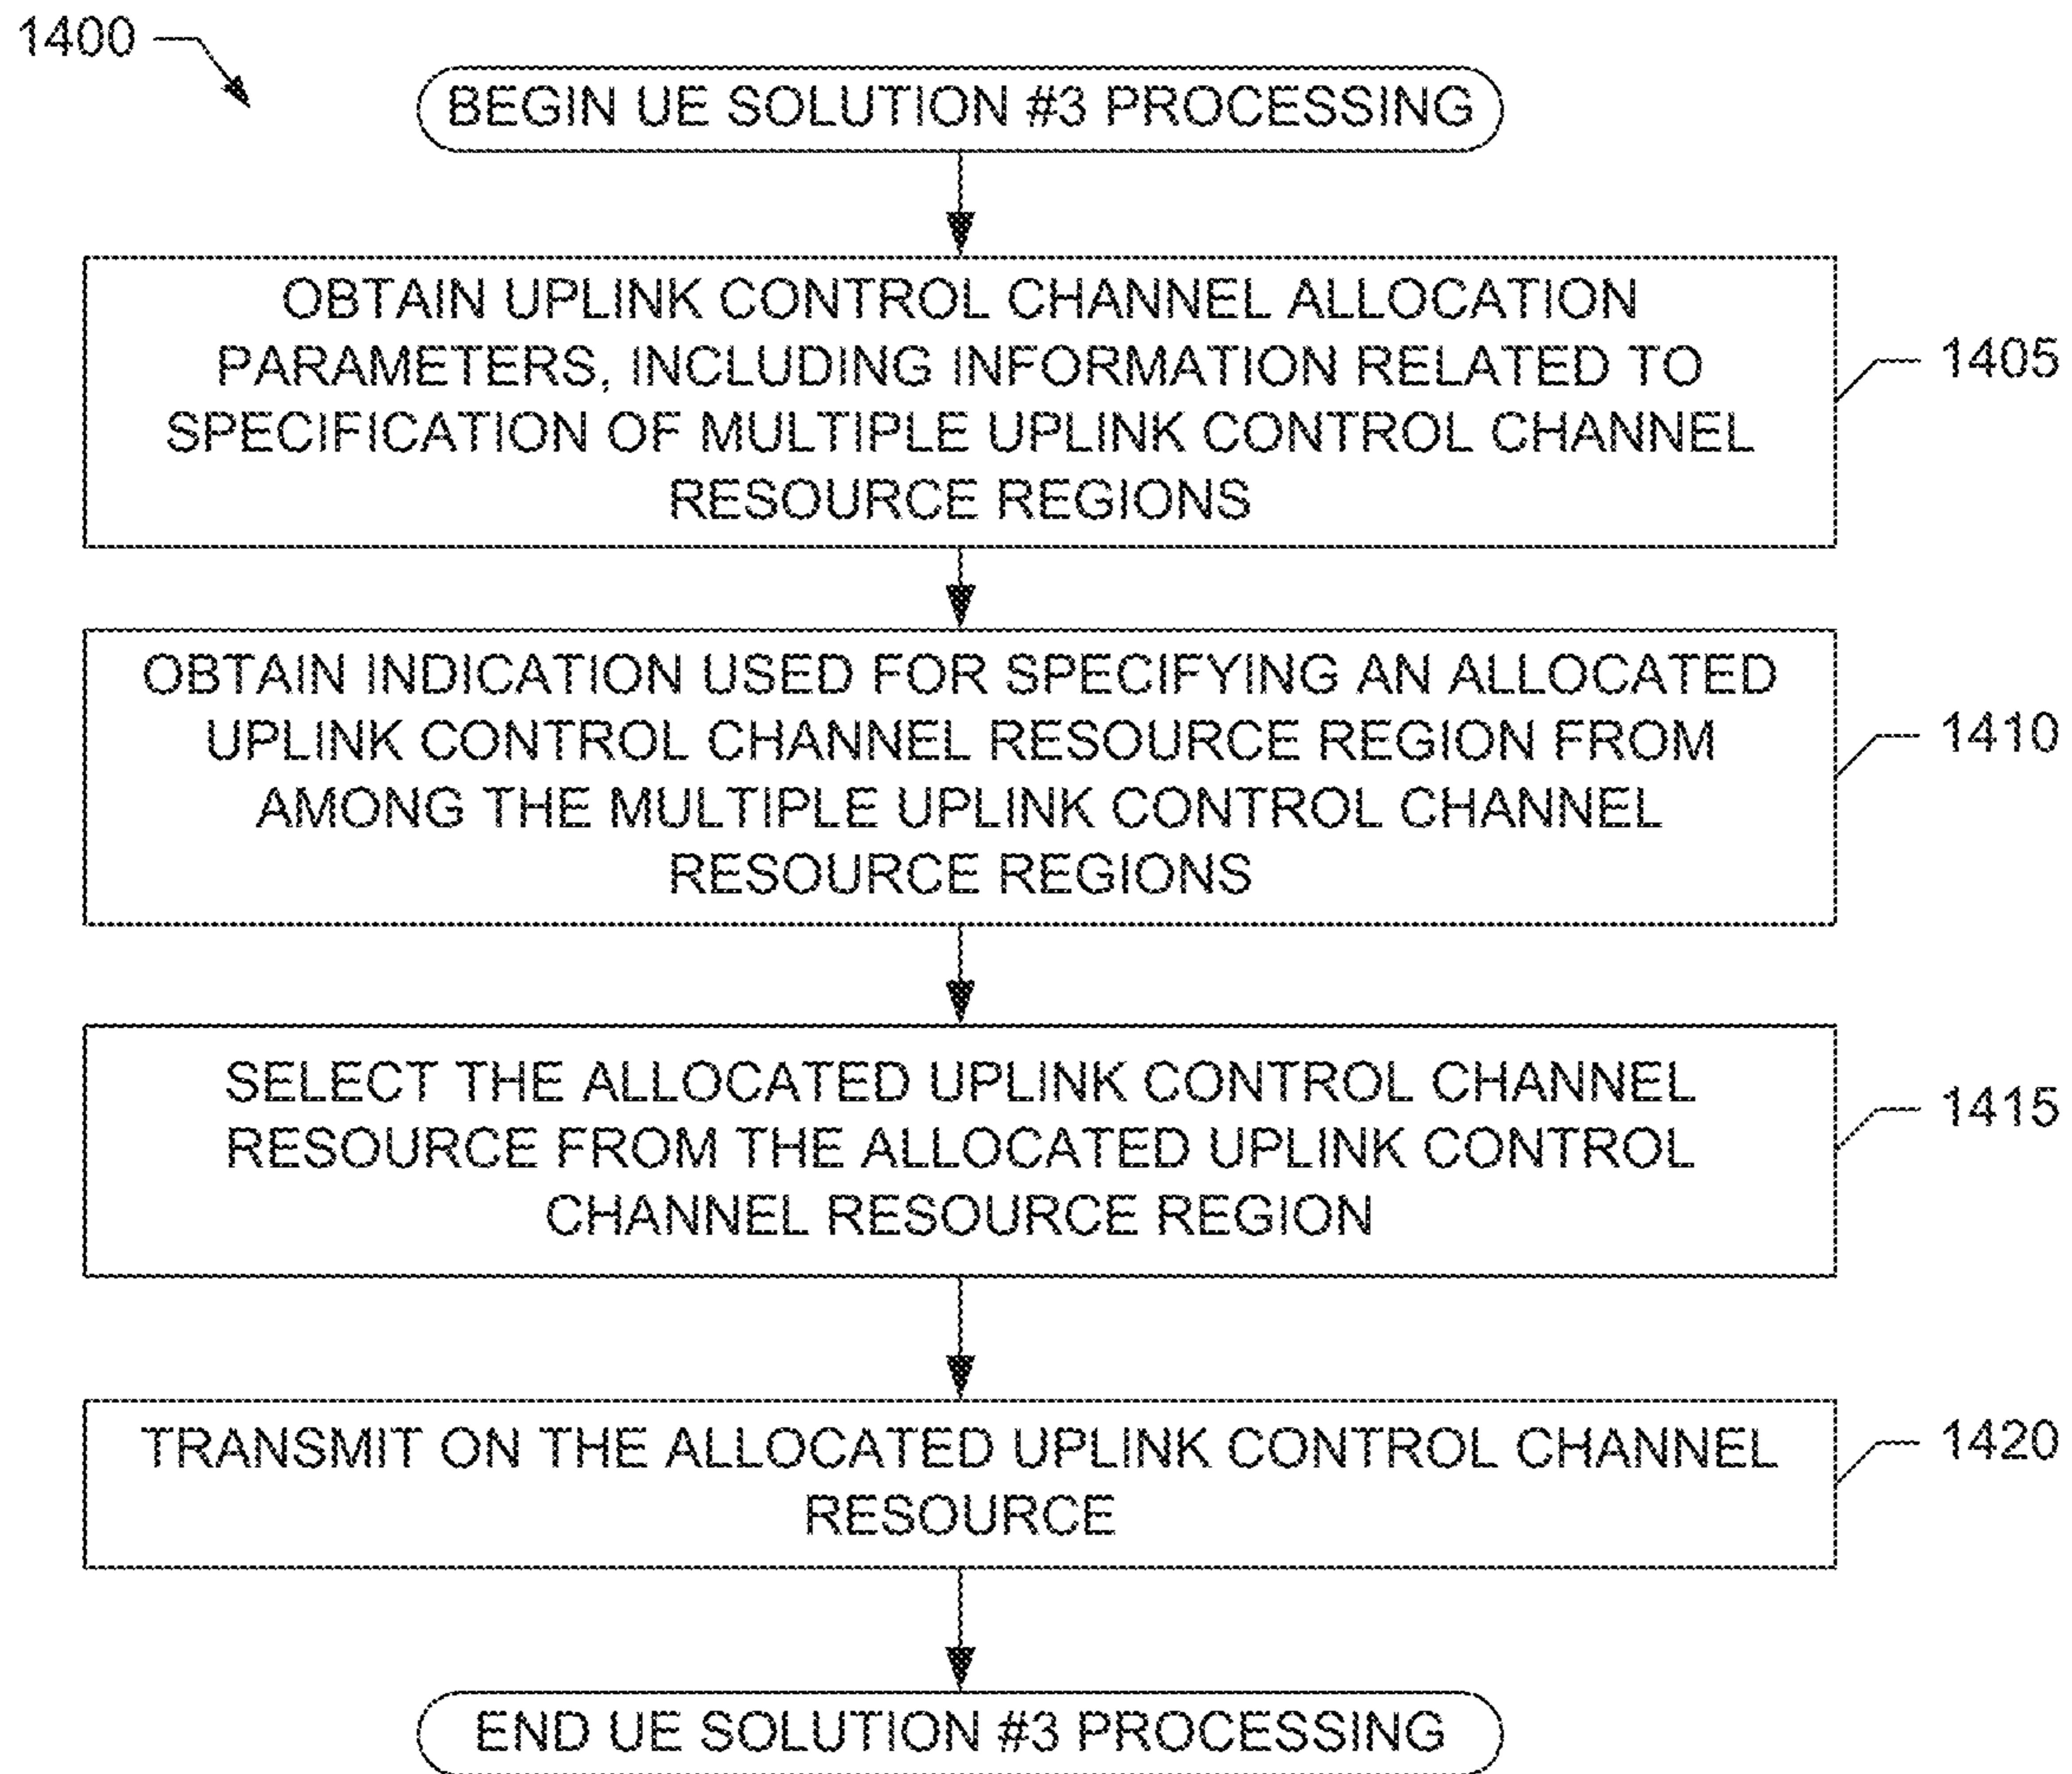 1400
BEGIN UE SOLUTION #3 PROCESSING
OBTAIN UPLINK CONTROL CHANNEL ALLOCATION
PARAMETERS, INCLUDING INFORMATION RELATED TO
SPECIFICATION OF MULTIPLE UPLINK CONTROL CHANNEL
RESOURCE REGIONS
1405
OBTAIN INDICATION USED FOR SPECIFYING AN ALLOCATED
UPLINK CONTROL CHANNEL RESOURCE REGION FROM
AMONG THE MULTIPLE UPLINK CONTROL CHANNEL
RESOURCE REGIONS
1410
SELECT THE ALLOCATED UPLINK CONTROL CHANNEL
RESOURCE FROM THE ALLOCATED UPLINK CONTROL
CHANNEL RESOURCE REGION
1415
TRANSMIT ON THE ALLOCATED UPLINK CONTROL CHANNEL
RESOURCE
1420
END UE SOLUTION #3 PROCESSING